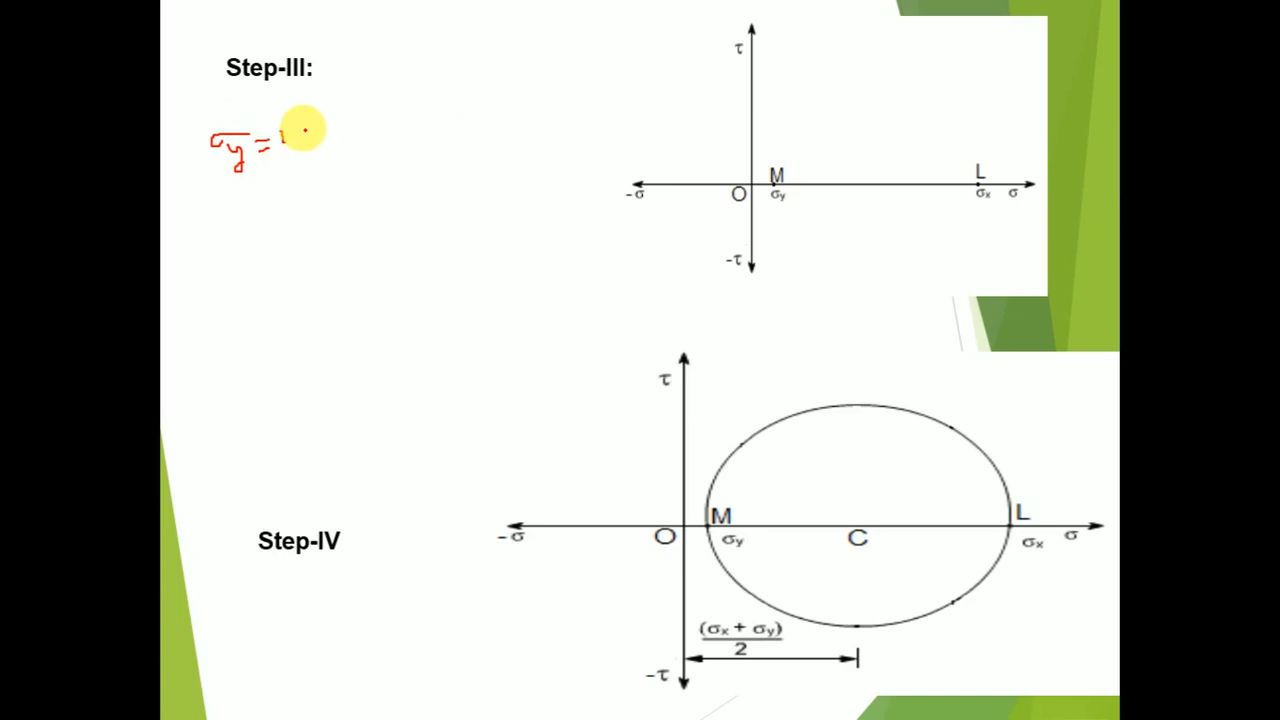 Step-III:
τ
σy =
M
L
-σ
O
σy
σx
σ
-τ
τ
M
L
Step-IV
-σ
O
σy
C
σx
σ
(σx + σy)
2
-τ